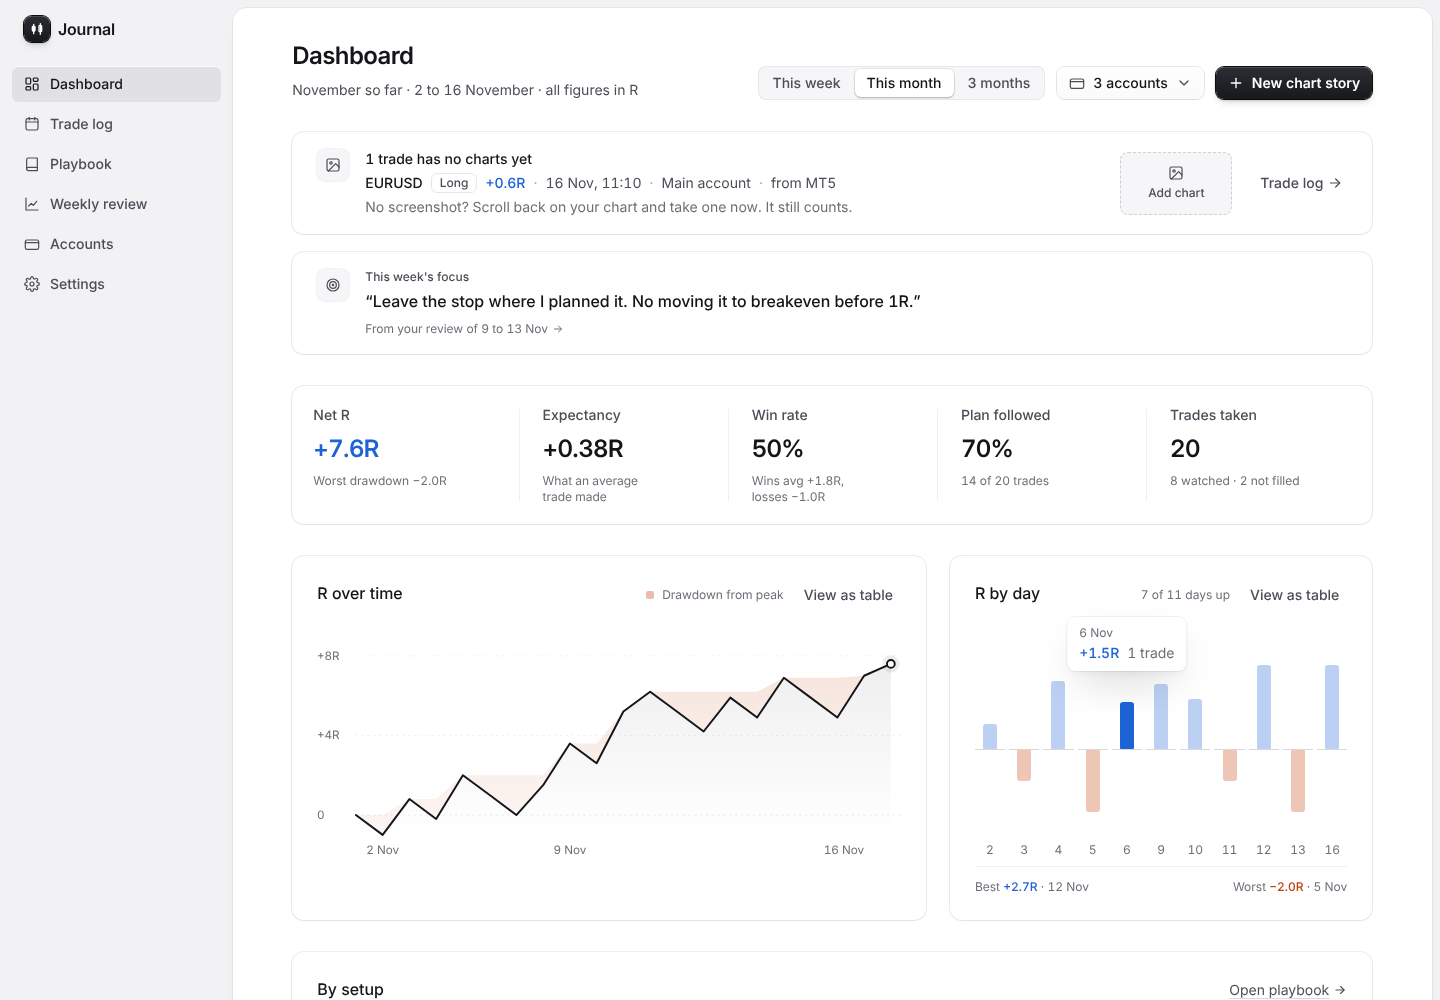 Journal
Dashboard
Trade log
Playbook
Weekly review
Accounts
Settings
Dashboard
November so far · 2 to 16 November · all figures in R
This week
This month
3 months
3 accounts
New chart story
1 trade has no charts yet
EURUSD Long +0.6R · 16 Nov, 11:10 · Main account · from MT5
No screenshot? Scroll back on your chart and take one now. It still counts.
Add chart
Trade log →
This week's focus
“Leave the stop where I planned it. No moving it to breakeven before 1R.”
From your review of 9 to 13 Nov →
Net R
+7.6R
Worst drawdown −2.0R
Expectancy
+0.38R
What an average
trade made
Win rate
50%
Wins avg +1.8R,
losses −1.0R
Plan followed
70%
14 of 20 trades
Trades taken
20
8 watched · 2 not filled
R over time
Drawdown from peak
View as table
+8R
+4R
0
2 Nov
9 Nov
16 Nov
R by day
7 of 11 days up
View as table
6 Nov
+1.5R 1 trade
2 3 4 5 6 9 10 11 12 13 16
Best +2.7R · 12 Nov
Worst −2.0R · 5 Nov
By setup
Open playbook →